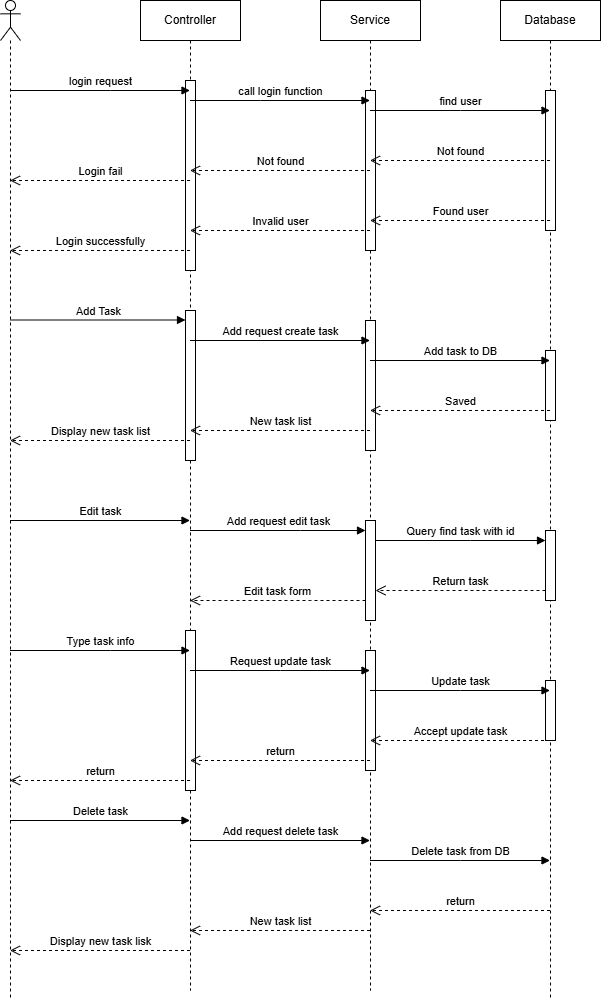 Controller
Service
Database
login request
call login function
find user
Not found
Not found
Login fail
Found user
Invalid user
Login successfully
Add Task
Add request create task
Add task to DB
Saved
New task list
Display new task list
Edit task
Add request edit task
Query find task with id
Return task
Edit task form
Type task info
Request update task
Update task
Accept update task
return
return
Delete task
Add request delete task
Delete task from DB
return
New task list
Display new task lisk